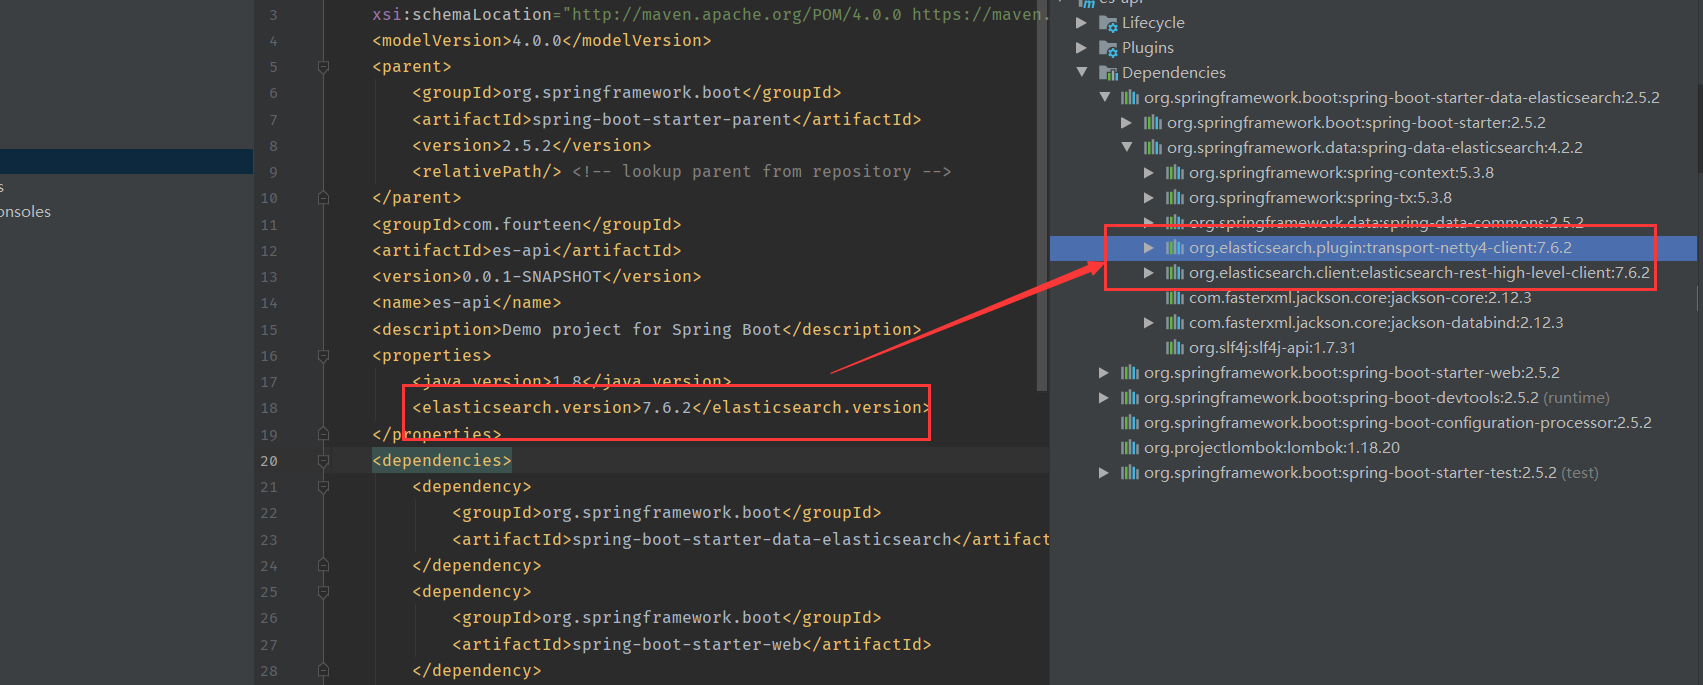 s
onsoles
3 xsi:schemaLocation="http://maven.apache.org/POM/4.0.0 https://maven.
4 <modelVersion>4.0.0</modelVersion>
5 <parent>
6 <groupId>org.springframework.boot</groupId>
7 <artifactId>spring-boot-starter-parent</artifactId>
8 <version>2.5.2</version>
9 <relativePath/> <!-- lookup parent from repository -->
10 </parent>
11 <groupId>com.fourteen</groupId>
12 <artifactId>es-api</artifactId>
13 <version>0.0.1-SNAPSHOT</version>
14 <name>es-api</name>
15 <description>Demo project for Spring Boot</description>
16 <properties>
17 <java.version>1.8</java.version>
18 <elasticsearch.version>7.6.2</elasticsearch.version>
19 </properties>
20 <dependencies>
21 <dependency>
22 <groupId>org.springframework.boot</groupId>
23 <artifactId>spring-boot-starter-data-elasticsearch</artifact
24 </dependency>
25 <dependency>
26 <groupId>org.springframework.boot</groupId>
27 <artifactId>spring-boot-starter-web</artifactId>
28 </dependency>
es-api
Lifecycle
Plugins
Dependencies
org.springframework.boot:spring-boot-starter-data-elasticsearch:2.5.2
org.springframework.boot:spring-boot-starter:2.5.2
org.springframework.data:spring-data-elasticsearch:4.2.2
org.springframework:spring-context:5.3.8
org.springframework:spring-tx:5.3.8
org.springframework.data:spring-data-commons:2.5.2
org.elasticsearch.plugin:transport-netty4-client:7.6.2
org.elasticsearch.client:elasticsearch-rest-high-level-client:7.6.2
com.fasterxml.jackson.core:jackson-core:2.12.3
com.fasterxml.jackson.core:jackson-databind:2.12.3
org.slf4j:slf4j-api:1.7.31
org.springframework.boot:spring-boot-starter-web:2.5.2
org.springframework.boot:spring-boot-devtools:2.5.2 (runtime)
org.springframework.boot:spring-boot-configuration-processor:2.5.2
org.projectlombok:lombok:1.18.20
org.springframework.boot:spring-boot-starter-test:2.5.2 (test)